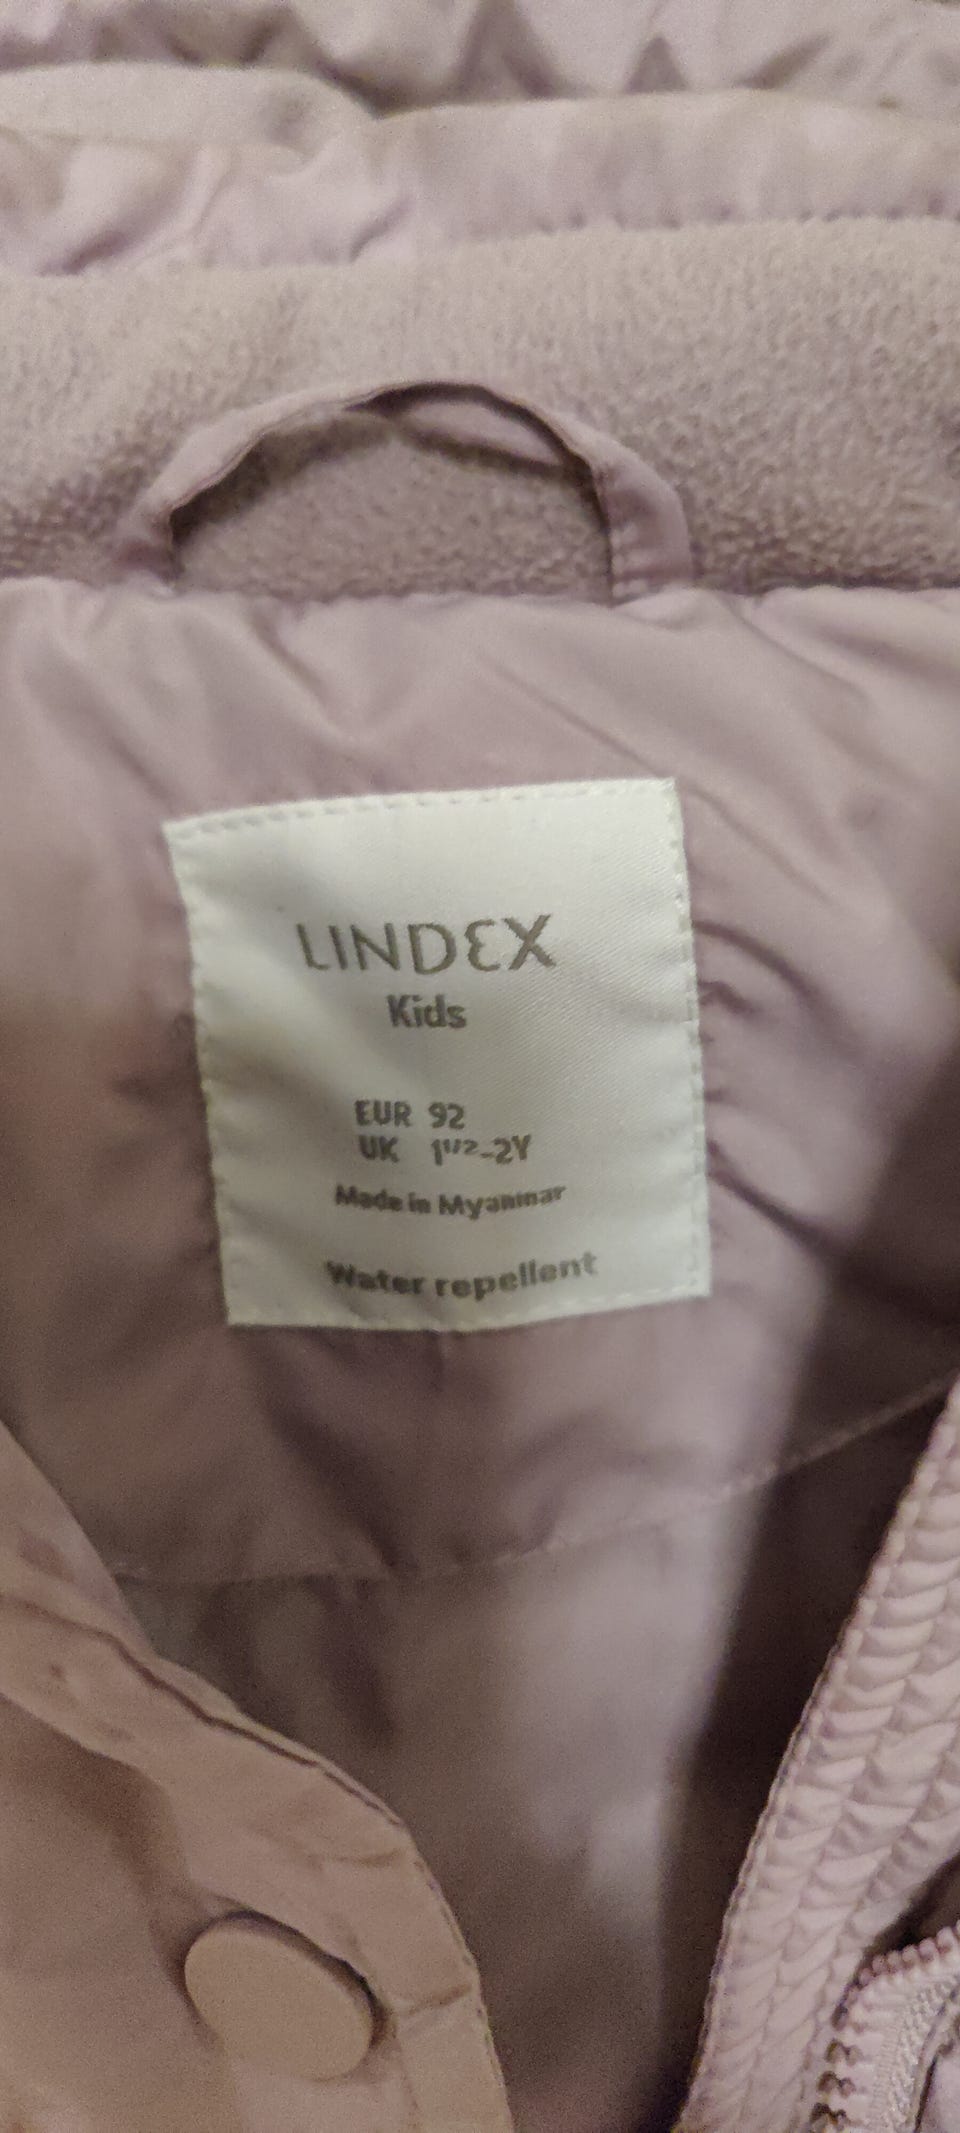 LINDEX
Kids
EUR 92
UK 1½-2Y
Made in Myanmar
Water repellent